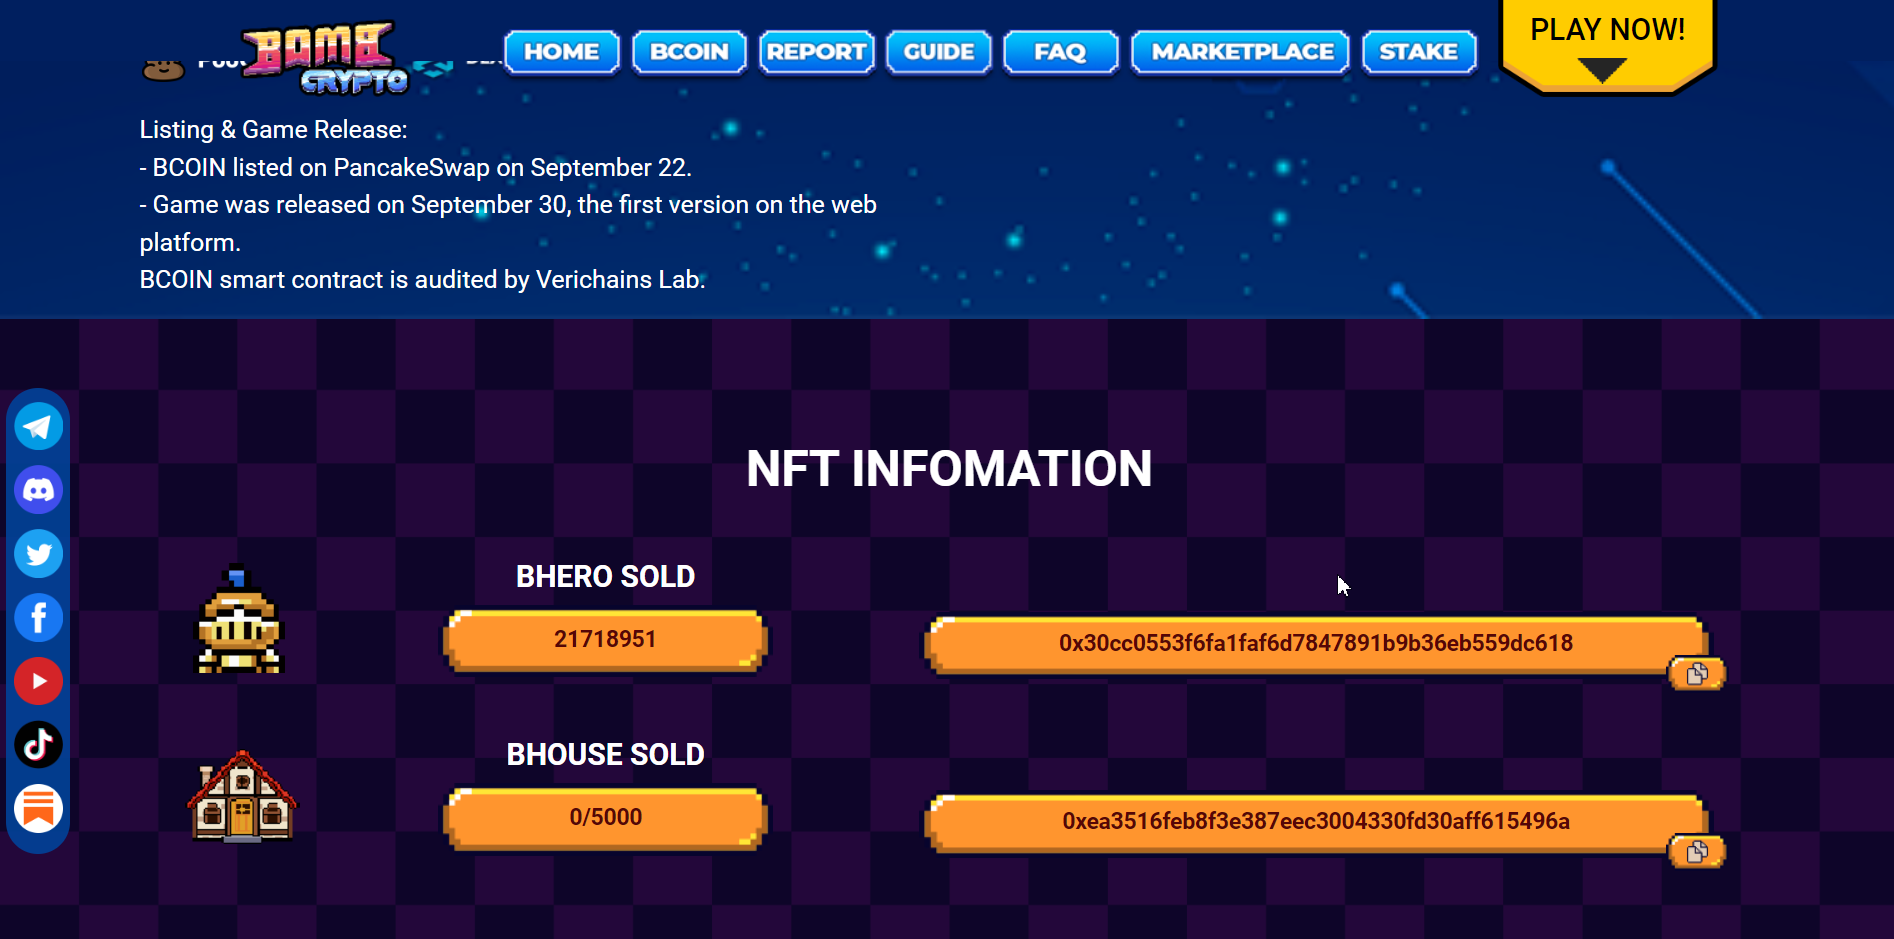 BOMB
CRYPTO
HOME
BCOIN
REPORT
GUIDE
FAQ
MARKETPLACE
STAKE
PLAY NOW!
Listing & Game Release:
- BCOIN listed on PancakeSwap on September 22.
- Game was released on September 30, the first version on the web
platform.
BCOIN smart contract is audited by Verichains Lab.
NFT INFOMATION
BHERO SOLD
21718951
0x30cc0553f6fa1faf6d7847891b9b36eb559dc618
BHOUSE SOLD
0/5000
0xea3516feb8f3e387eec3004330fd30aff615496a